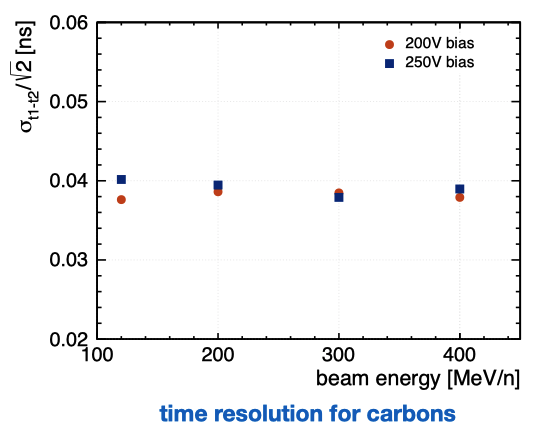 0.06
0.05
0.04
0.03
0.02
σt1-t2/√2 [ns]
200V bias
250V bias
100
200
300
400
beam energy [MeV/n]
time resolution for carbons